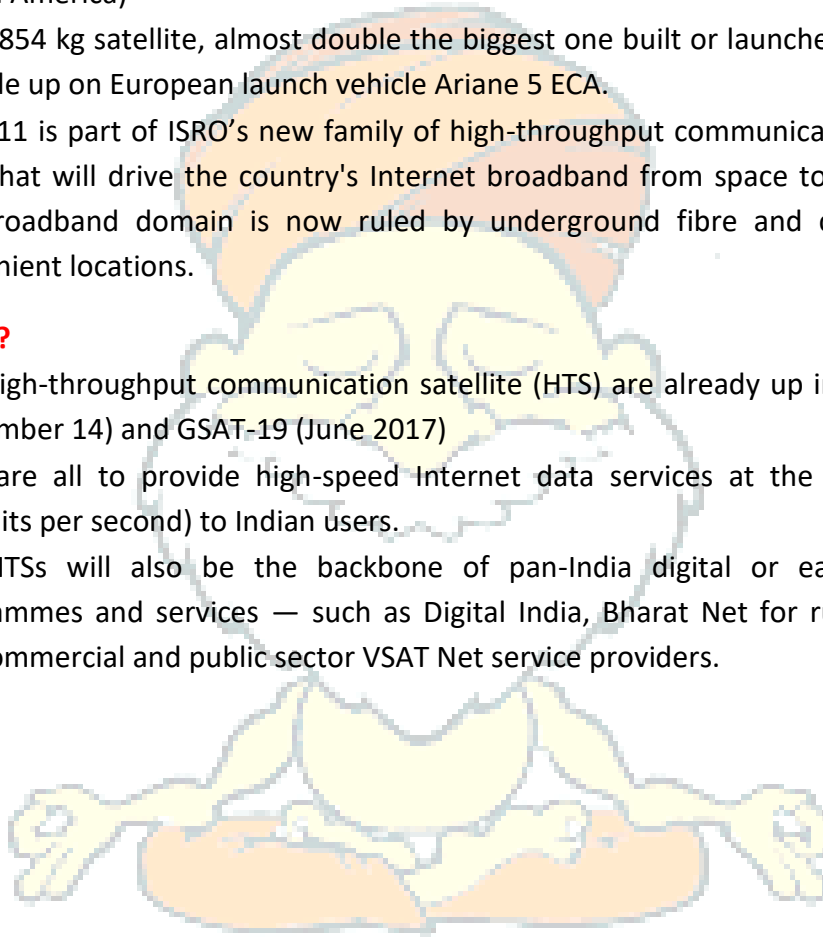 America)
854 kg satellite, almost double the biggest one built or launche
de up on European launch vehicle Ariane 5 ECA.
11 is part of ISRO’s new family of high-throughput communica
that will drive the country's Internet broadband from space to
roadband domain is now ruled by underground fibre and c
nient locations.
?
igh-throughput communication satellite (HTS) are already up i
mber 14) and GSAT-19 (June 2017)
are all to provide high-speed Internet data services at the
its per second) to Indian users.
HTSs will also be the backbone of pan-India digital or ea
ammes and services — such as Digital India, Bharat Net for r
ommercial and public sector VSAT Net service providers.